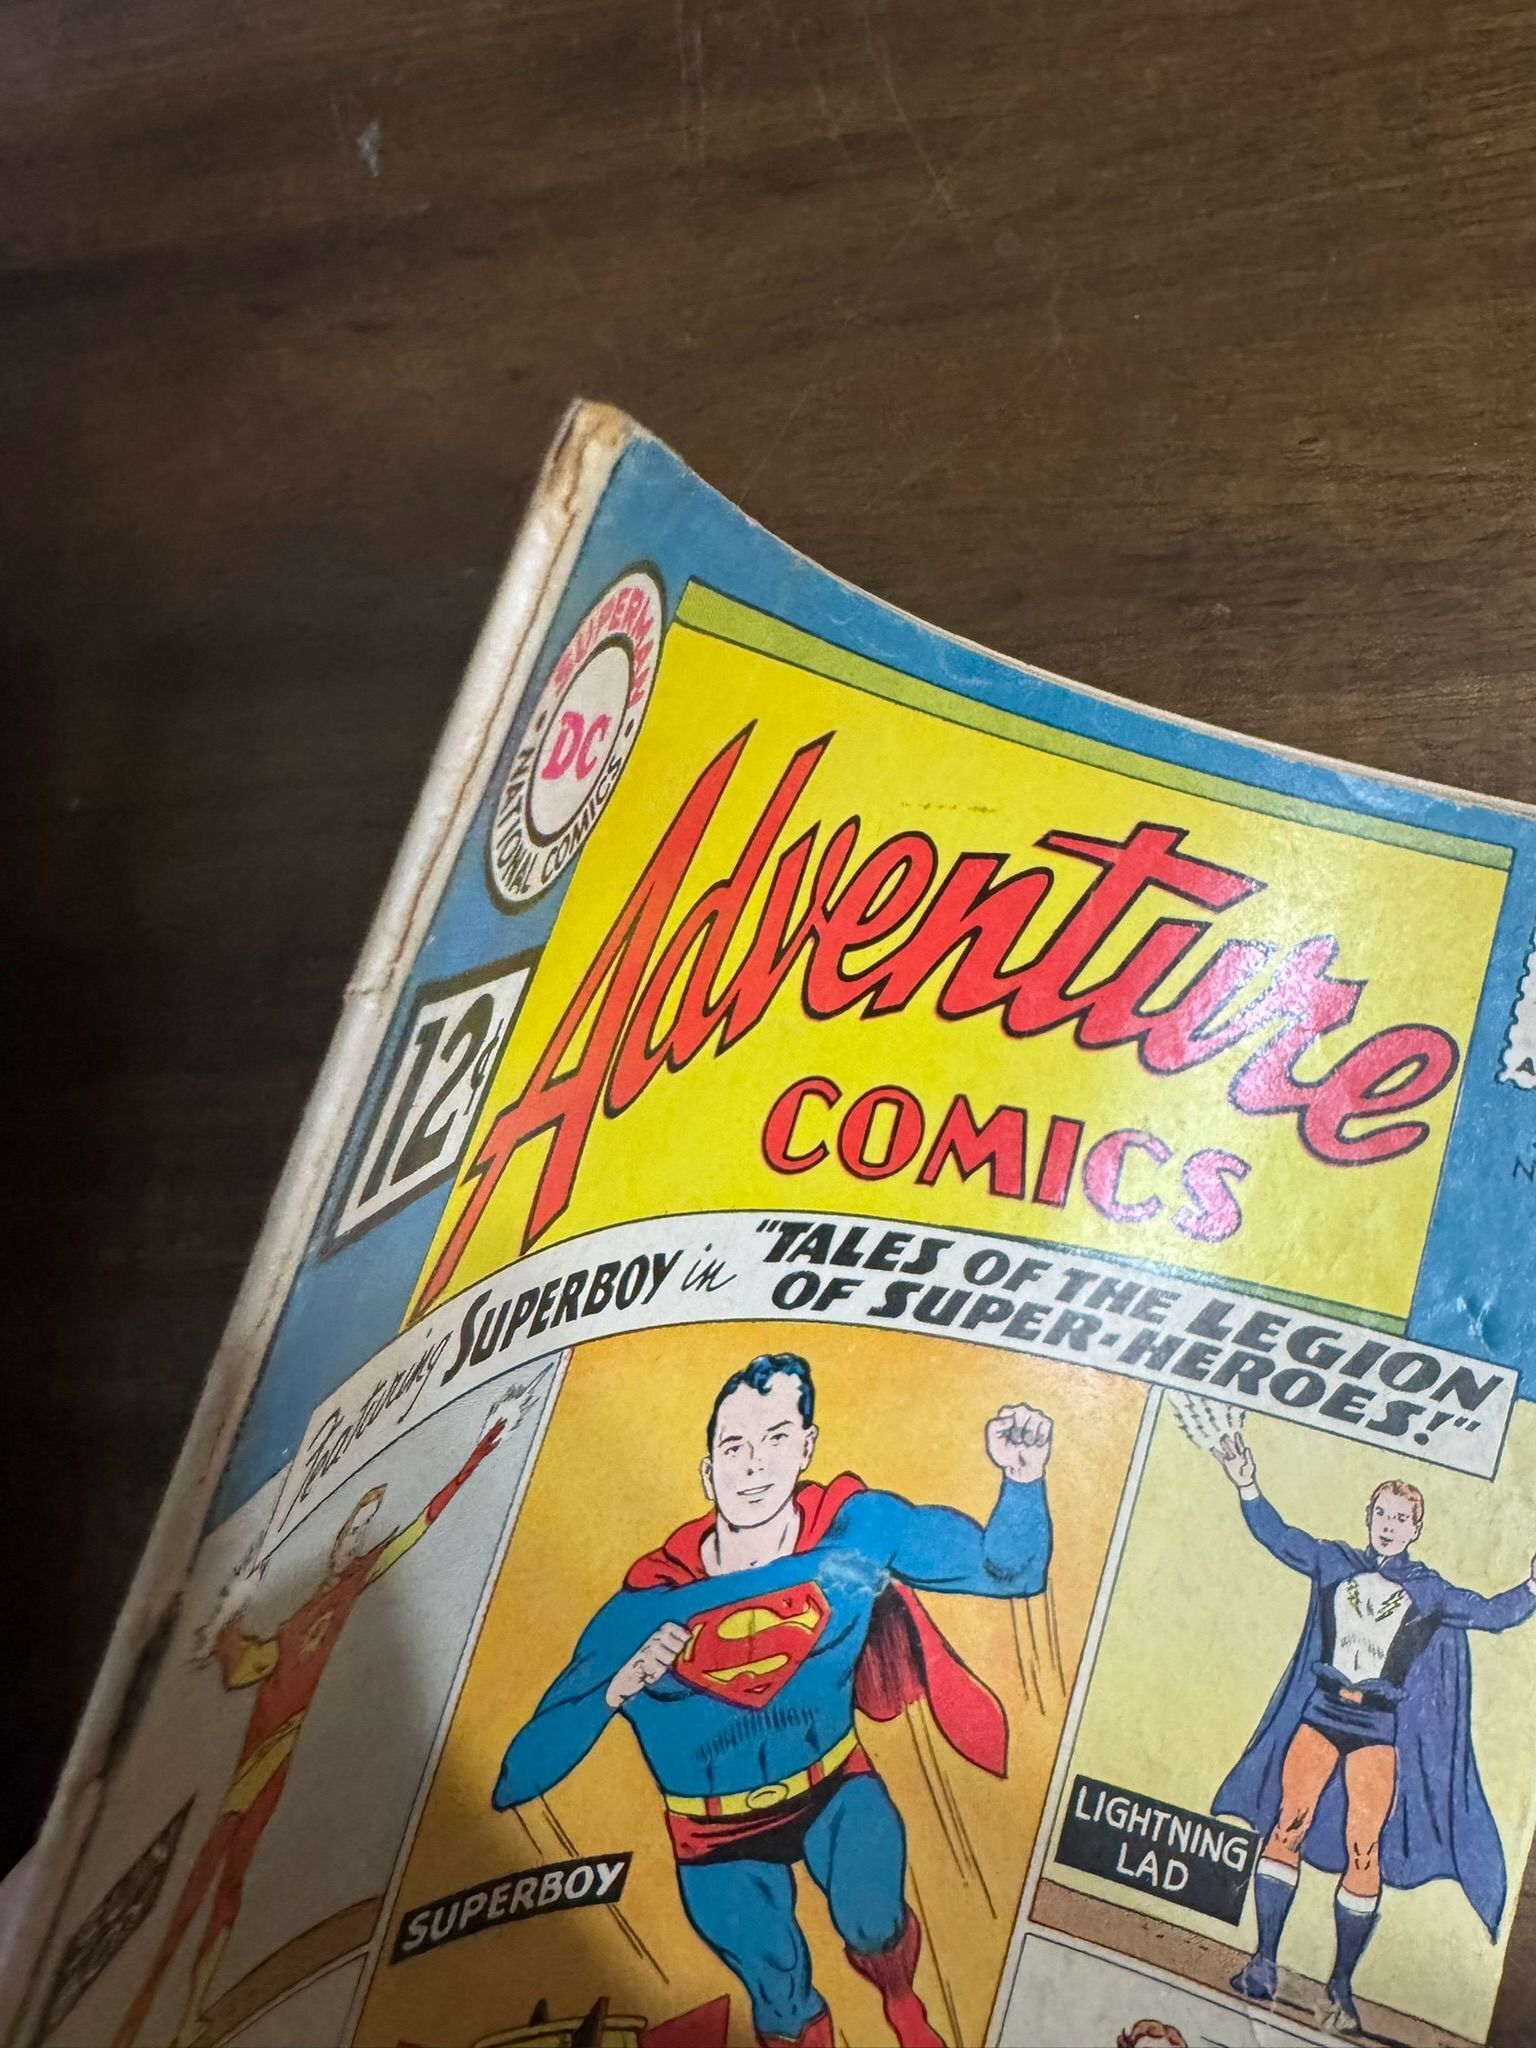 SUPERMAN
DC
NATIONAL COMICS
12¢
Adventure
COMICS
Featuring SUPERBOY in "TALES OF THE LEGION
OF SUPER-HEROES!"
SUPERBOY
LIGHTNING
LAD